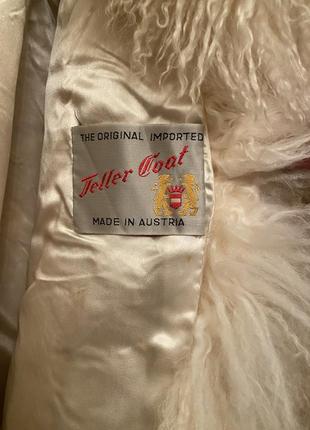 THE ORIGINAL IMPORTED
Teller Coat
MADE IN AUSTRIA